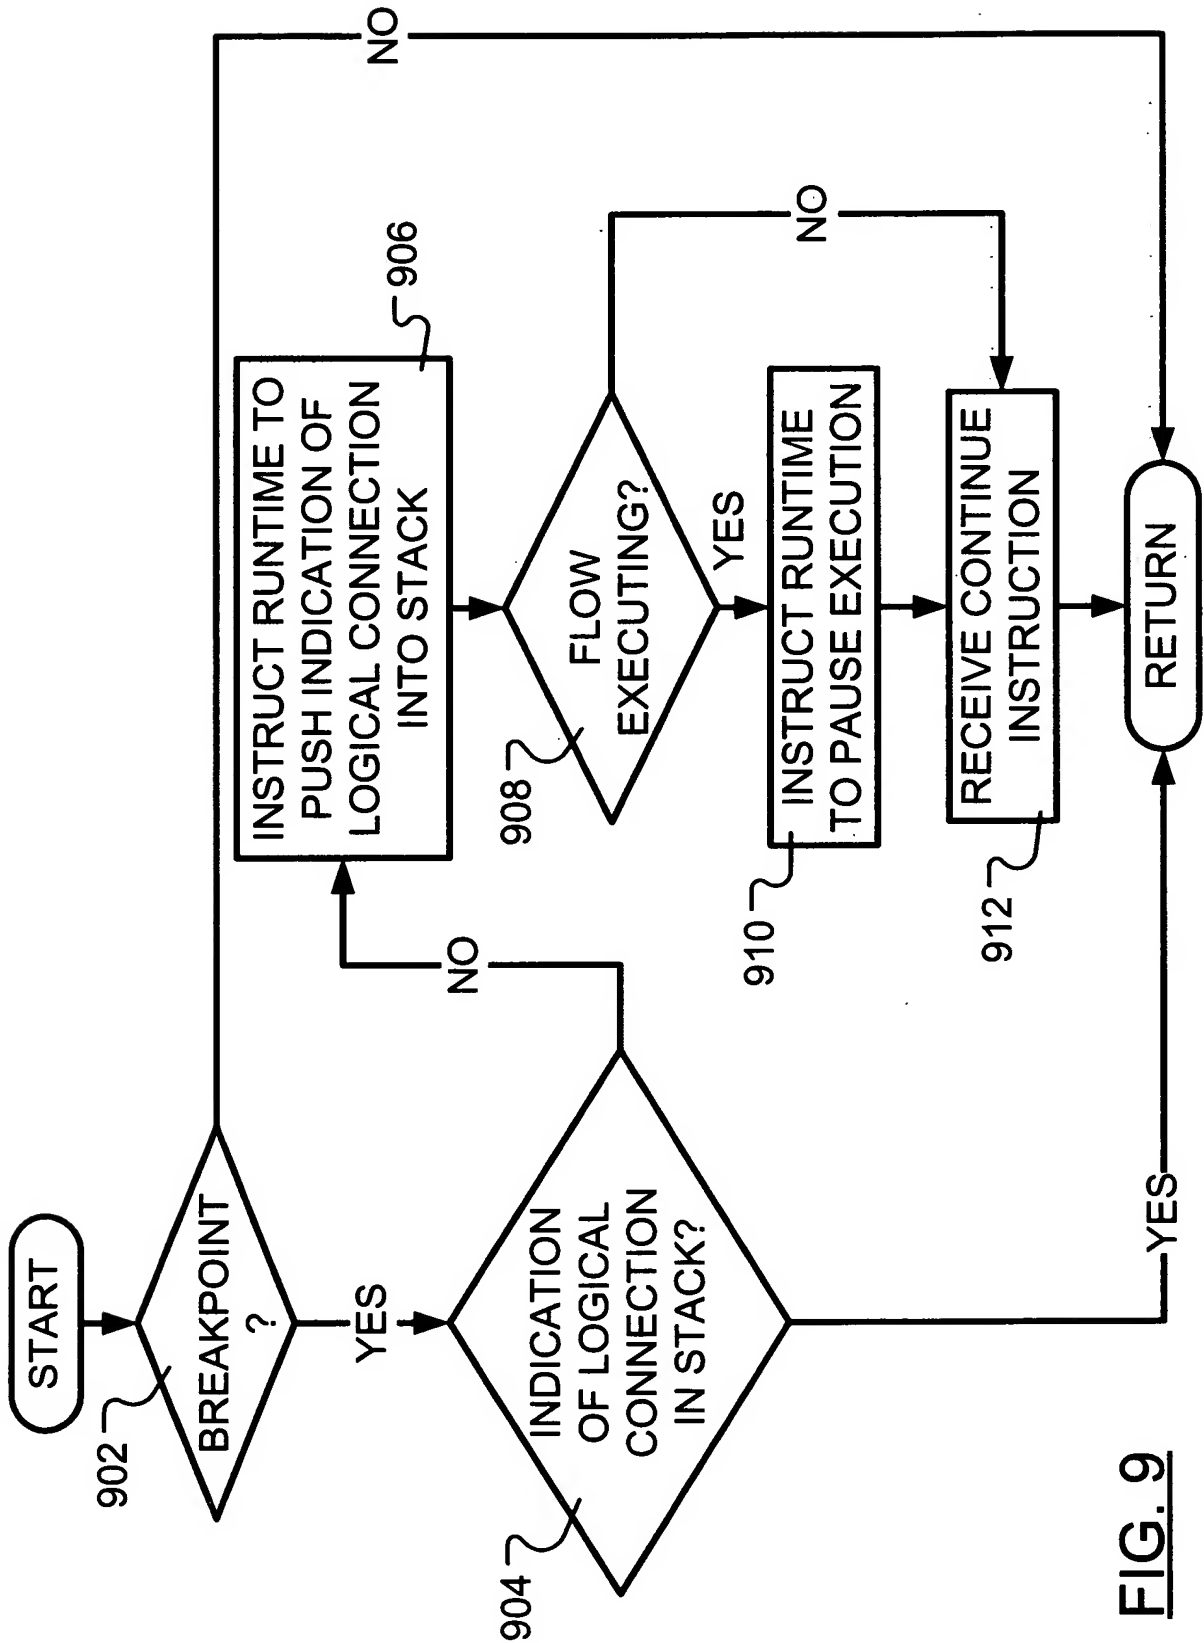 START
902
BREAKPOINT
?
NO
YES
904
INDICATION
OF LOGICAL
CONNECTION
IN STACK?
NO
YES
INSTRUCT RUNTIME TO
PUSH INDICATION OF
LOGICAL CONNECTION
INTO STACK
906
908
FLOW
EXECUTING?
NO
YES
910
INSTRUCT RUNTIME
TO PAUSE EXECUTION
912
RECEIVE CONTINUE
INSTRUCTION
RETURN
FIG. 9